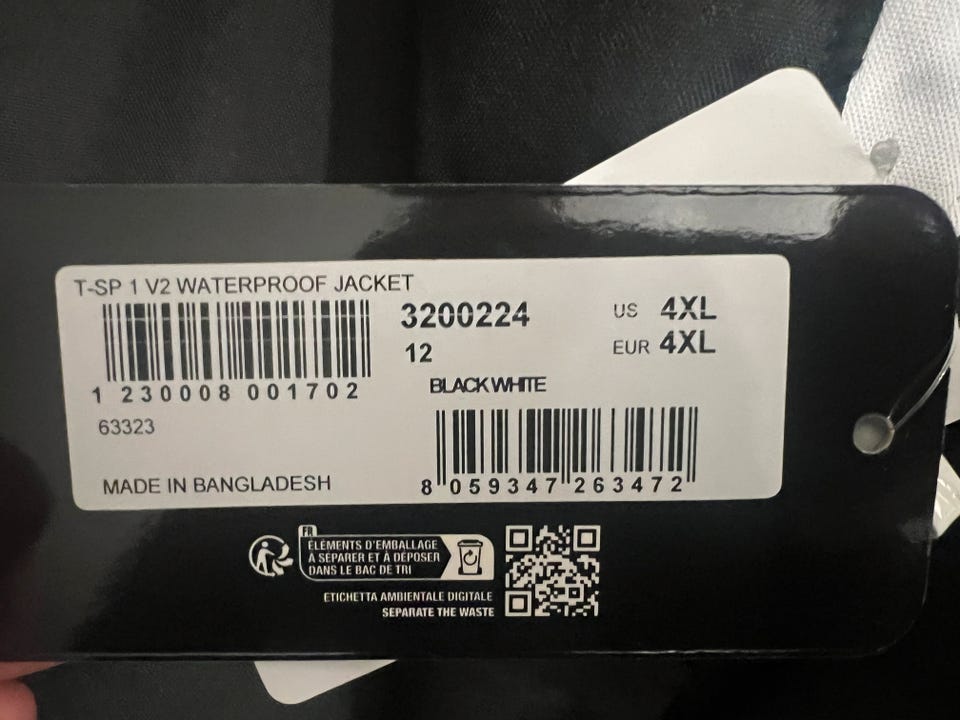 T-SP 1 V2 WATERPROOF JACKET
3200224
US 4XL
12
EUR 4XL
BLACK WHITE
1 230008 001702
63323
8 059347 263472
MADE IN BANGLADESH
FR
ÉLÉMENTS D'EMBALLAGE
À SÉPARER ET À DÉPOSER
DANS LE BAC DE TRI
ETICHETTA AMBIENTALE DIGITALE
SEPARATE THE WASTE